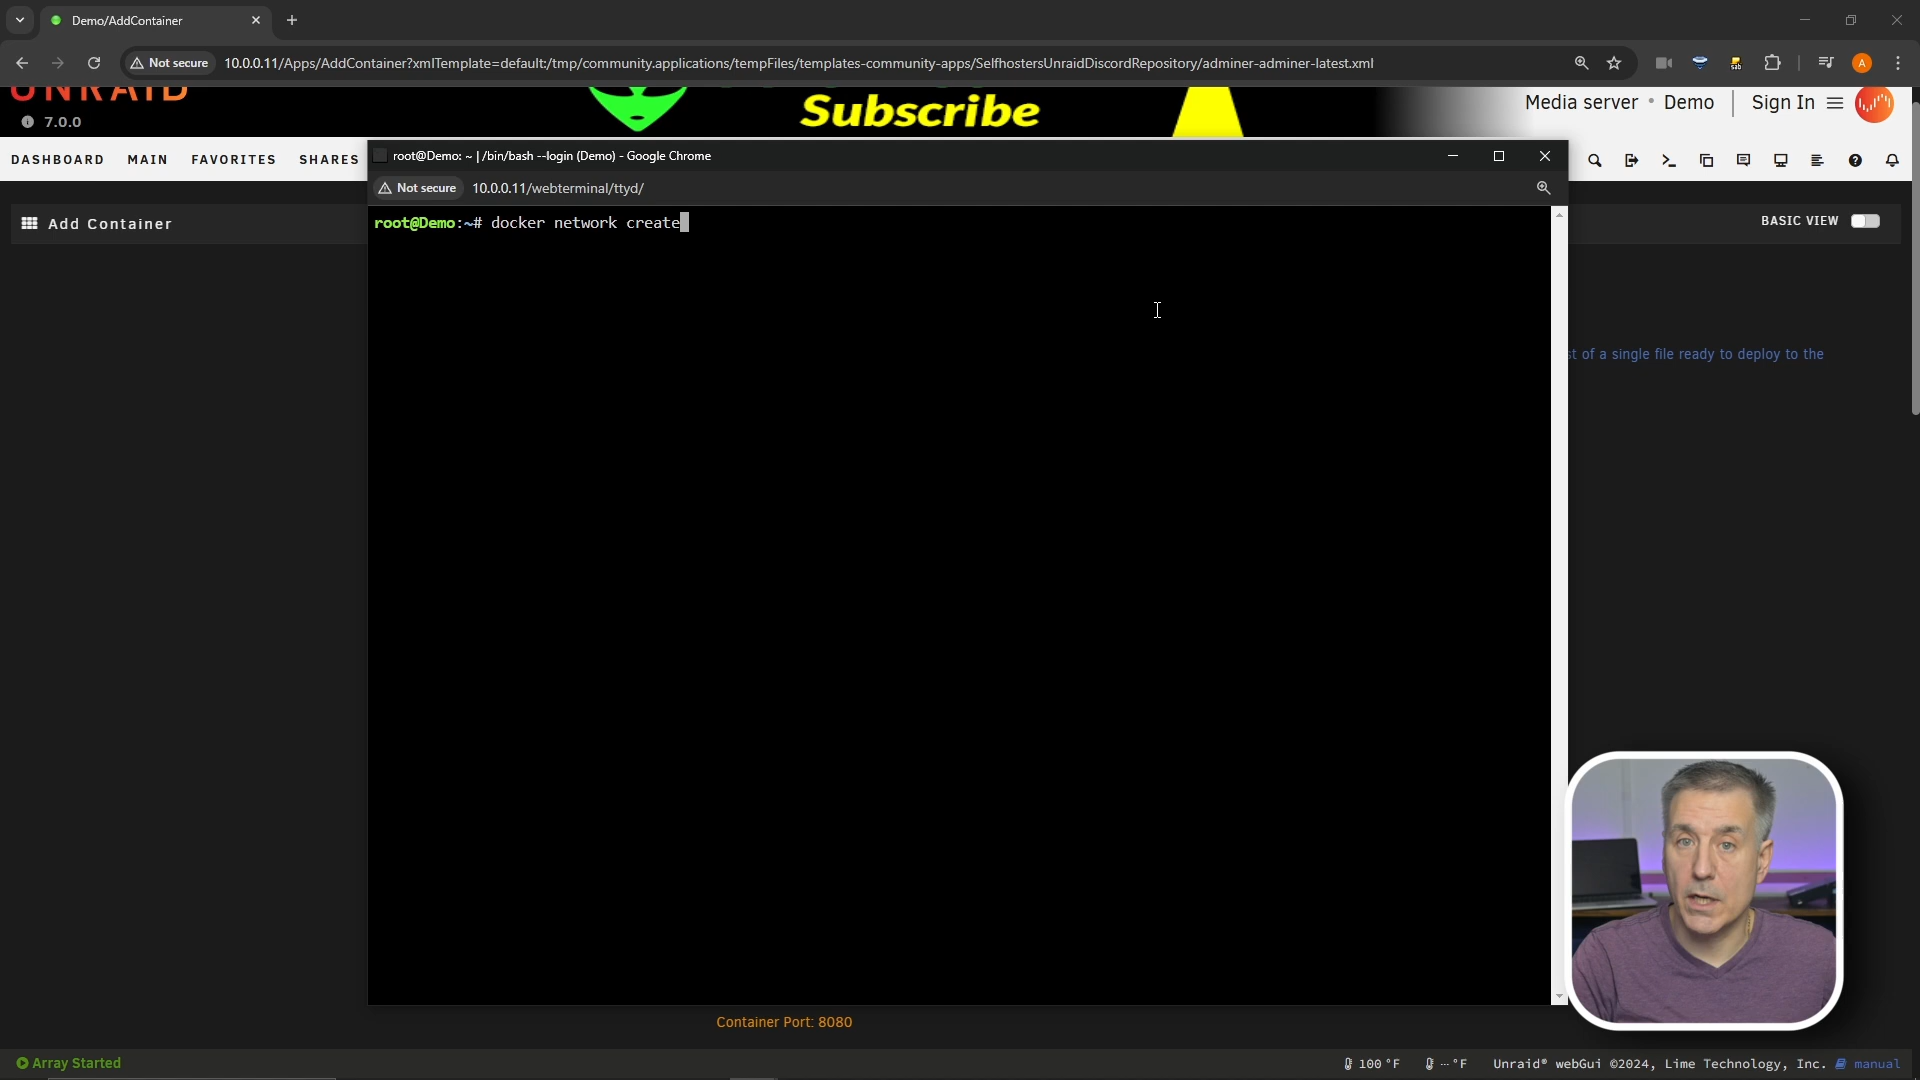 Demo/AddContainer
Not secure 10.0.0.11/Apps/AddContainer?xmlTemplate=default:/tmp/community.applications/tempFiles/templates-community-apps/SelfhostersUnraidDiscordRepository/adminer-adminer-latest.xml
A
UNRAID
7.0.0
Subscribe
Media server • Demo
Sign In
DASHBOARD MAIN FAVORITES SHARES
root@Demo: ~ | /bin/bash --login (Demo) - Google Chrome
Not secure 10.0.0.11/webterminal/ttyd/
root@Demo:~# docker network create
Add Container
BASIC VIEW
of a single file ready to deploy to the
Container Port: 8080
Array Started
100 °F
-- °F
Unraid® webGui ©2024, Lime Technology, Inc. manual